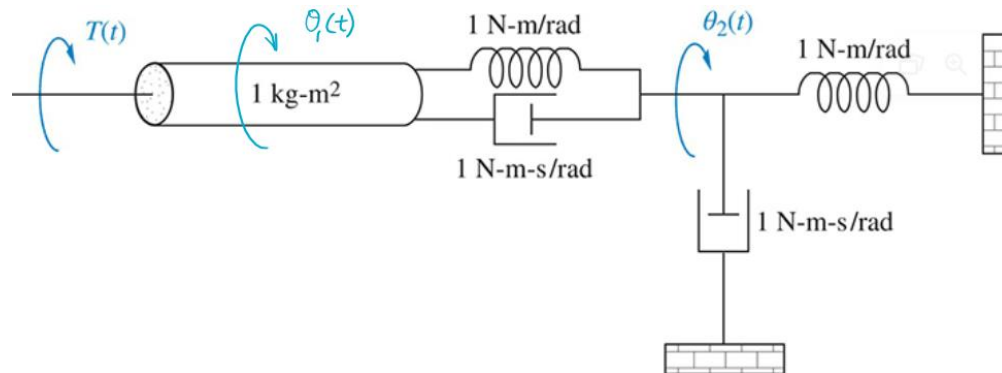 T(t)
θ₁(t)
1 kg-m²
1 N-m/rad
1 N-m-s/rad
θ₂(t)
1 N-m/rad
1 N-m-s/rad